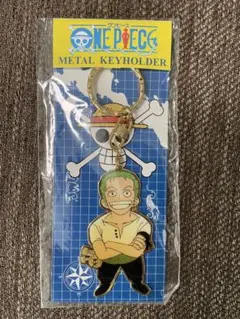 ワンピース
ONE PIECE
METAL KEYHOLDER